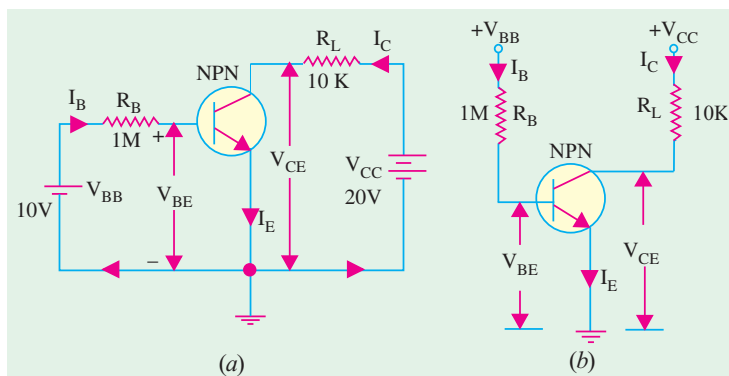 NPN
R_L
I_C
10 K
I_B
R_B
1M
+
V_BB
10V
V_BE
V_CE
V_CC
20V
I_E
–
(a)
+V_BB
+V_CC
I_B
I_C
1M
R_B
R_L
10K
NPN
V_BE
V_CE
I_E
(b)